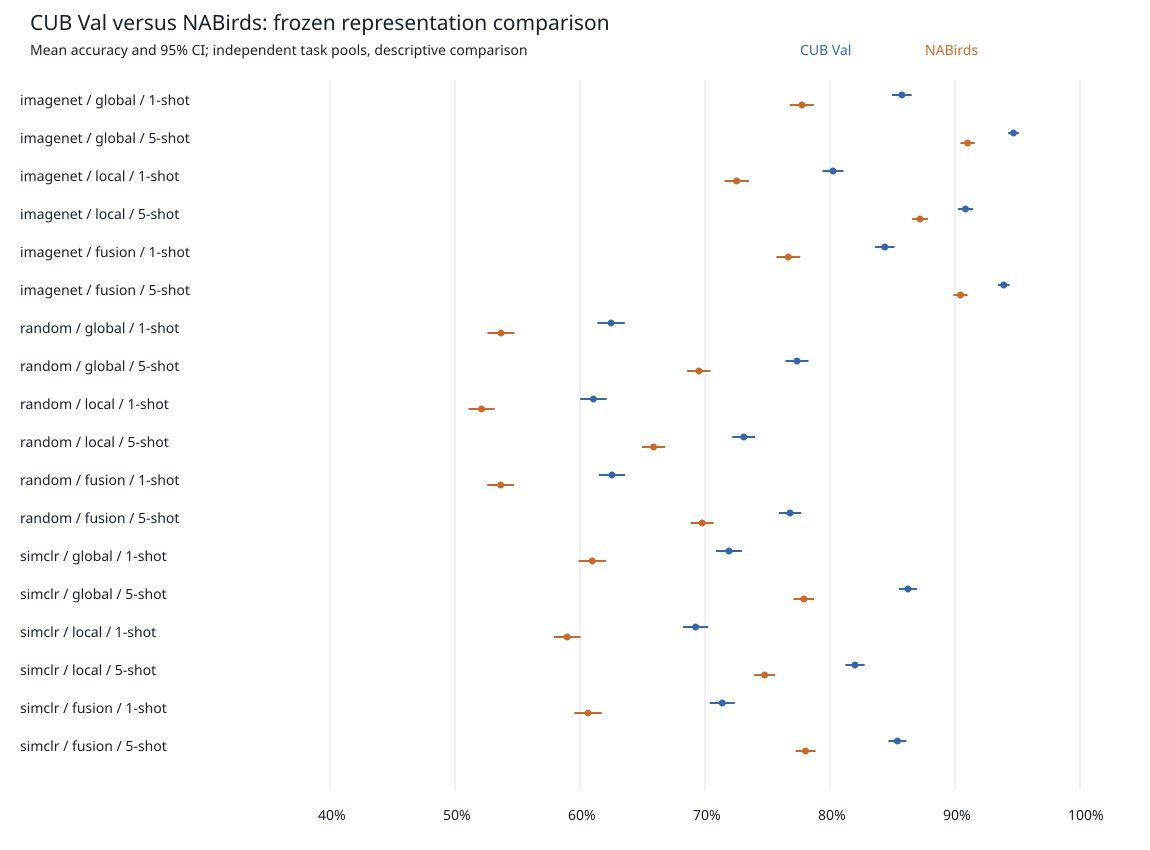 CUB Val versus NABirds: frozen representation comparison
Mean accuracy and 95% CI; independent task pools, descriptive comparison
CUB Val NABirds
imagenet / global / 1-shot
imagenet / global / 5-shot
imagenet / local / 1-shot
imagenet / local / 5-shot
imagenet / fusion / 1-shot
imagenet / fusion / 5-shot
random / global / 1-shot
random / global / 5-shot
random / local / 1-shot
random / local / 5-shot
random / fusion / 1-shot
random / fusion / 5-shot
simclr / global / 1-shot
simclr / global / 5-shot
simclr / local / 1-shot
simclr / local / 5-shot
simclr / fusion / 1-shot
simclr / fusion / 5-shot
40% 50% 60% 70% 80% 90% 100%